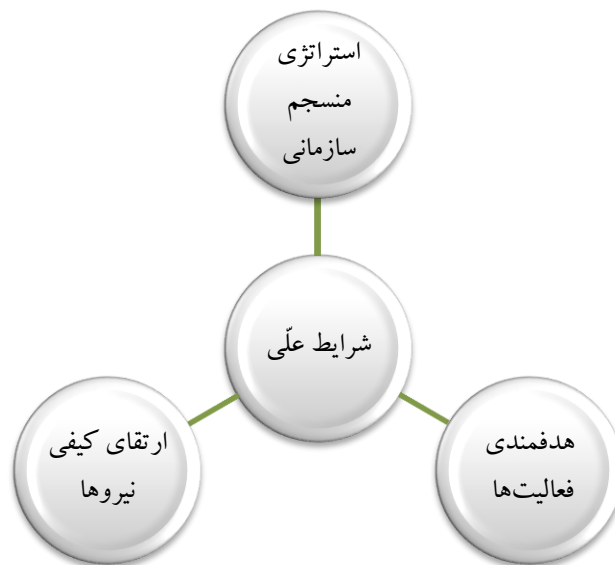 استراتژی
منسجم
سازمانی
شرایط علّی
هدفمندی
فعالیت‌ها
ارتقای کیفی
نیروها